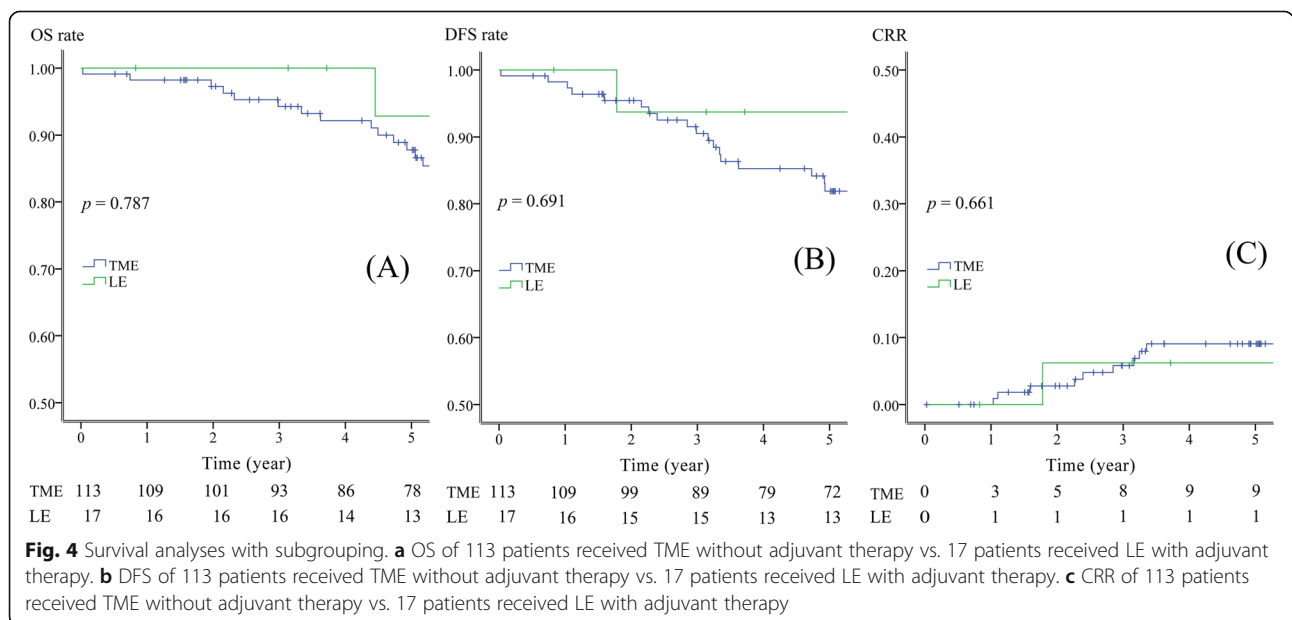 OS rate
1.00
0.90
0.80
0.70
0.60
0.50
p = 0.787
TME
LE
(A)
0 1 2 3 4 5
Time (year)
TME 113 109 101 93 86 78
LE 17 16 16 16 14 13
DFS rate
1.00
0.90
0.80
0.70
0.60
0.50
p = 0.691
TME
LE
(B)
0 1 2 3 4 5
Time (year)
TME 113 109 99 89 79 72
LE 17 16 15 15 13 13
CRR
0.50
0.40
0.30
0.20
0.10
0.00
p = 0.661
TME
LE
(C)
0 1 2 3 4 5
Time (year)
TME 0 3 5 8 9 9
LE 0 1 1 1 1 1
Fig. 4 Survival analyses with subgrouping. a OS of 113 patients received TME without adjuvant therapy vs. 17 patients received LE with adjuvant
therapy. b DFS of 113 patients received TME without adjuvant therapy vs. 17 patients received LE with adjuvant therapy. c CRR of 113 patients
received TME without adjuvant therapy vs. 17 patients received LE with adjuvant therapy